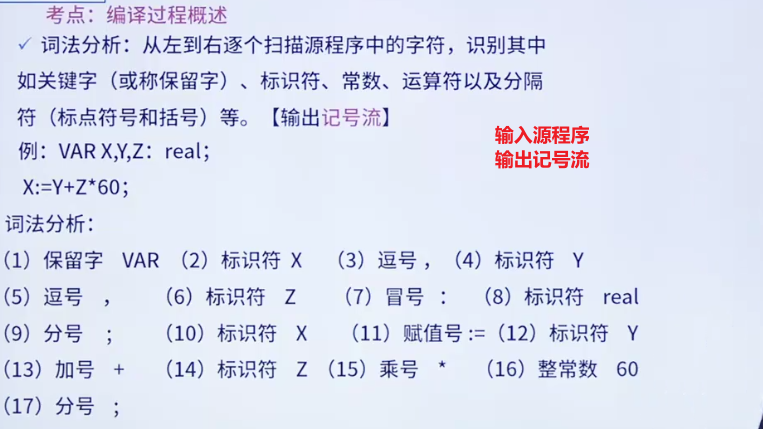 考点：编译过程概述
✓ 词法分析：从左到右逐个扫描源程序中的字符，识别其中
如关键字（或称保留字）、标识符、常数、运算符以及分隔
符（标点符号和括号）等。【输出记号流】
输入源程序
输出记号流
例：VAR X,Y,Z：real；
X:=Y+Z*60；
词法分析：
（1）保留字 VAR （2）标识符 X （3）逗号 ，（4）标识符 Y
（5）逗号 ， （6）标识符 Z （7）冒号 ： （8）标识符 real
（9）分号 ； （10）标识符 X （11）赋值号 :=（12）标识符 Y
（13）加号 + （14）标识符 Z （15）乘号 * （16）整常数 60
（17）分号 ；